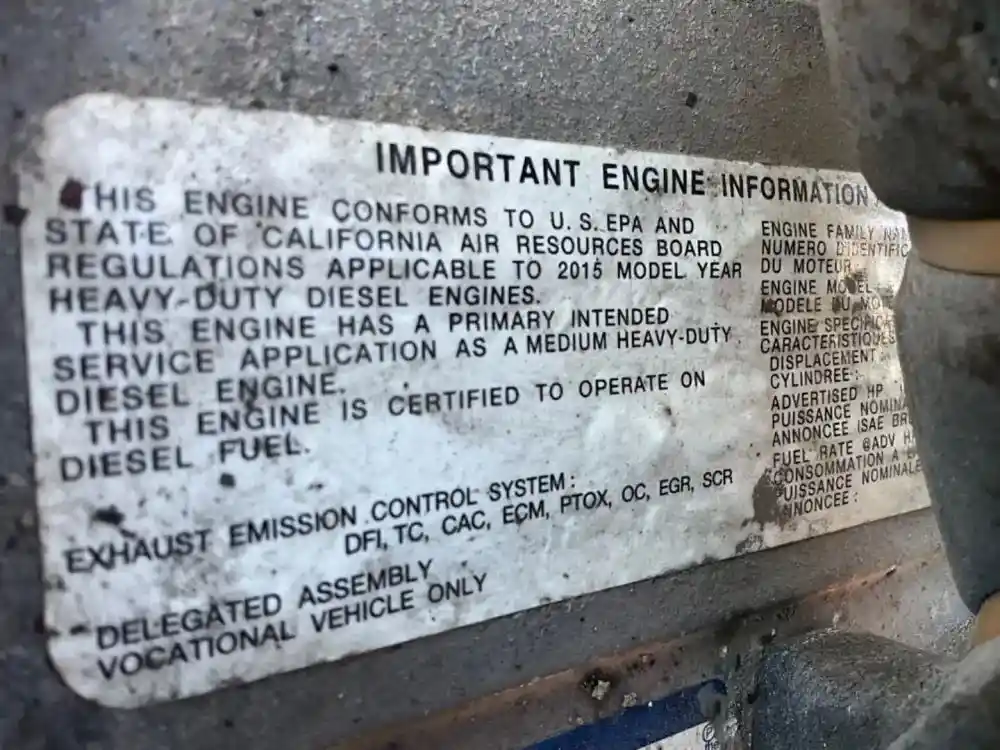 IMPORTANT ENGINE INFORMATION
THIS ENGINE CONFORMS TO U.S. EPA AND
STATE OF CALIFORNIA AIR RESOURCES BOARD
REGULATIONS APPLICABLE TO 2015 MODEL YEAR
HEAVY-DUTY DIESEL ENGINES.
THIS ENGINE HAS A PRIMARY INTENDED
SERVICE APPLICATION AS A MEDIUM HEAVY-DUTY
DIESEL ENGINE.
THIS ENGINE IS CERTIFIED TO OPERATE ON
DIESEL FUEL.
EXHAUST EMISSION CONTROL SYSTEM:
DFI, TC, CAC, ECM, PTOX, OC, EGR, SCR
DELEGATED ASSEMBLY
VOCATIONAL VEHICLE ONLY
ENGINE FAMILY
NUMERO
DU MOTEUR
ENGINE MODEL
MODELE DU
ENGINE
CARACTERISTIQUES
DISPLACEMENT
CYLINDREE:
ADVERTISED HP
PUISSANCE
ANNONCEE (SAE
FUEL RATE @ADV
CONSOMMATION A
PUISSANCE NOMINALE
ANNONCEE: